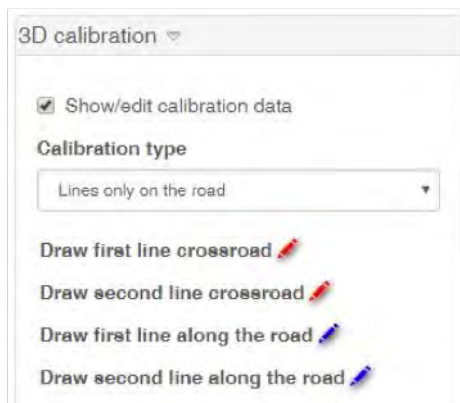 3D calibration
Show/edit calibration data
Calibration type
Lines only on the road
Draw first line crossroad
Draw second line crossroad
Draw first line along the road
Draw second line along the road